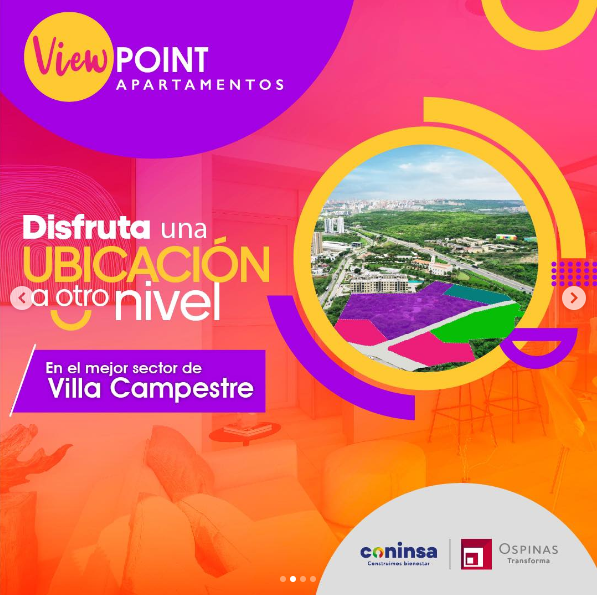 View POINT
APARTAMENTOS
Disfruta una
UBICACIÓN
a otro nivel
En el mejor sector de
Villa Campestre
coninsa
Construimos bienestar
OSPINAS
Transforma